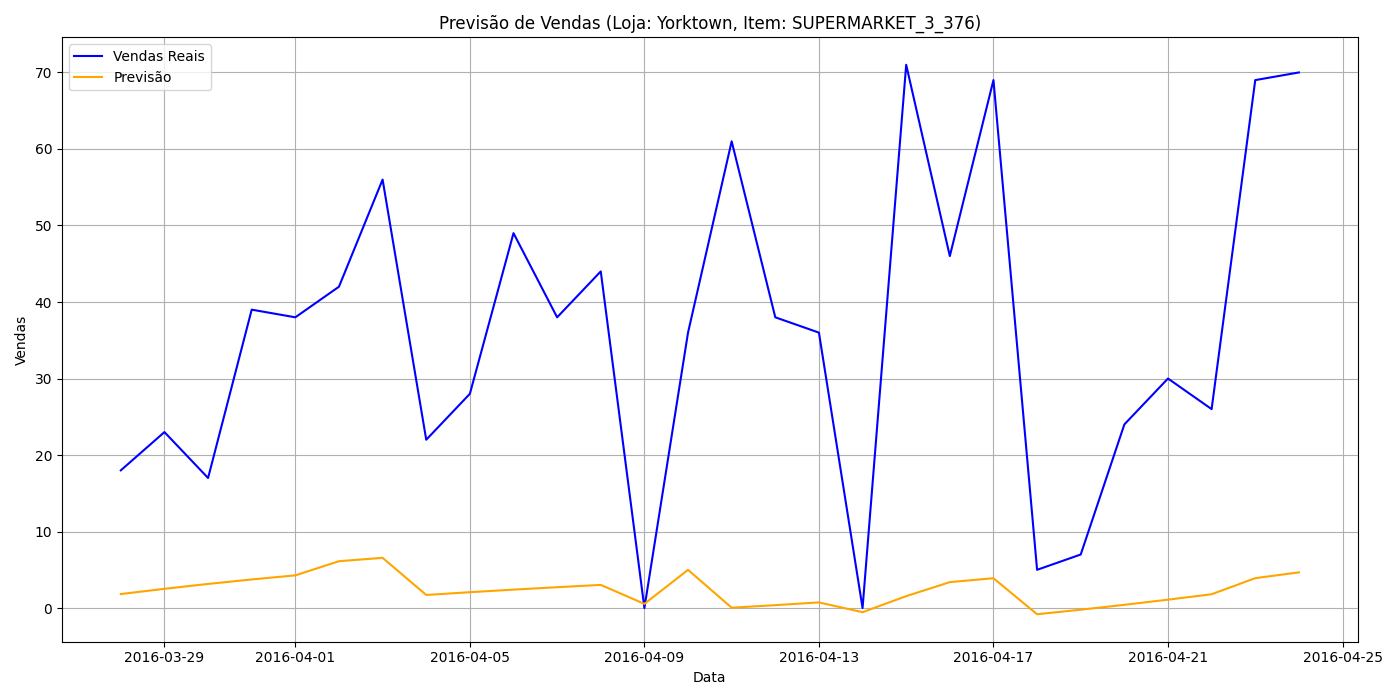 Previsão de Vendas (Loja: Yorktown, Item: SUPERMARKET_3_376)
Vendas Reais
Previsão
70
60
50
40
30
20
10
0
Vendas
2016-03-29 2016-04-01 2016-04-05 2016-04-09 2016-04-13 2016-04-17 2016-04-21 2016-04-25
Data